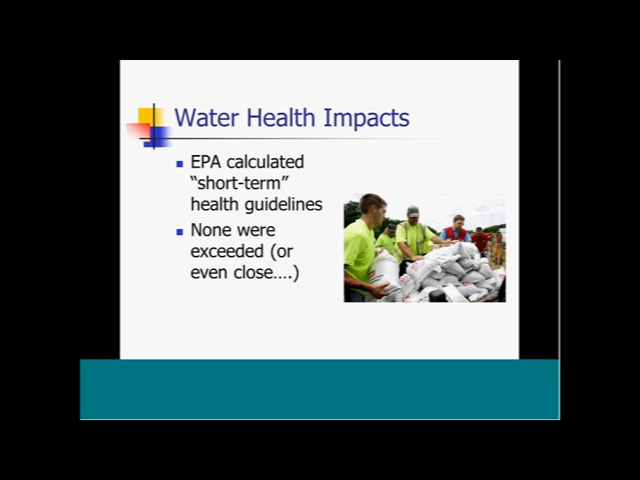 Water Health Impacts
EPA calculated
“short-term”
health guidelines
None were
exceeded (or
even close....)